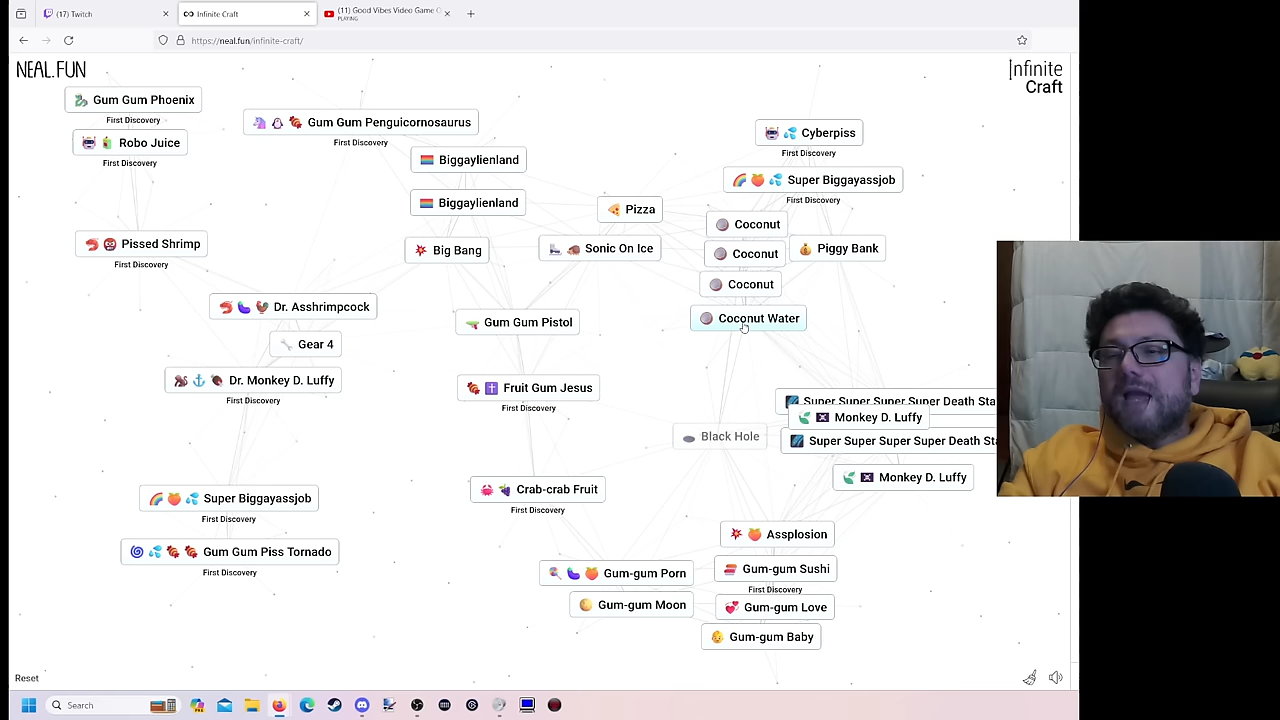 (17) Twitch
Infinite Craft
(11) Good Vibes Video Game
PLAYING
https://neal.fun/infinite-craft/
NEAL.FUN
Infinite
Craft
Gum Gum Phoenix
First Discovery
Robo Juice
First Discovery
Gum Gum Penguicornosaurus
First Discovery
Biggaylienland
Biggaylienland
Cyberpiss
First Discovery
Super Biggayassjob
First Discovery
Pizza
Coconut
Coconut
Coconut
Piggy Bank
Sonic On Ice
Big Bang
Pissed Shrimp
First Discovery
Dr. Asshrimpcock
Gear 4
Dr. Monkey D. Luffy
First Discovery
Gum Gum Pistol
Coconut Water
Fruit Gum Jesus
First Discovery
Super Super Super Super Death Sta
Monkey D. Luffy
Black Hole
Super Super Super Super Death Sta
Monkey D. Luffy
Crab-crab Fruit
First Discovery
Super Biggayassjob
First Discovery
Gum Gum Piss Tornado
First Discovery
Assplosion
Gum-gum Porn
Gum-gum Sushi
First Discovery
Gum-gum Moon
Gum-gum Love
Gum-gum Baby
Reset
Search